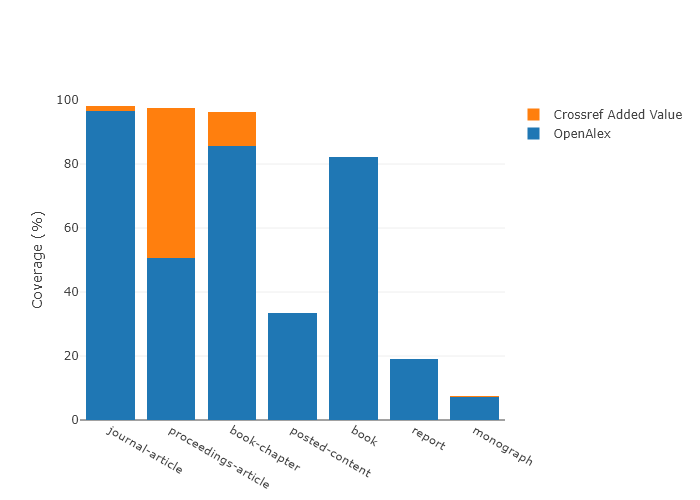 100
80
60
40
20
0
Coverage (%)
journal-article
proceedings-article
book-chapter
posted-content
book
report
monograph
Crossref Added Value
OpenAlex